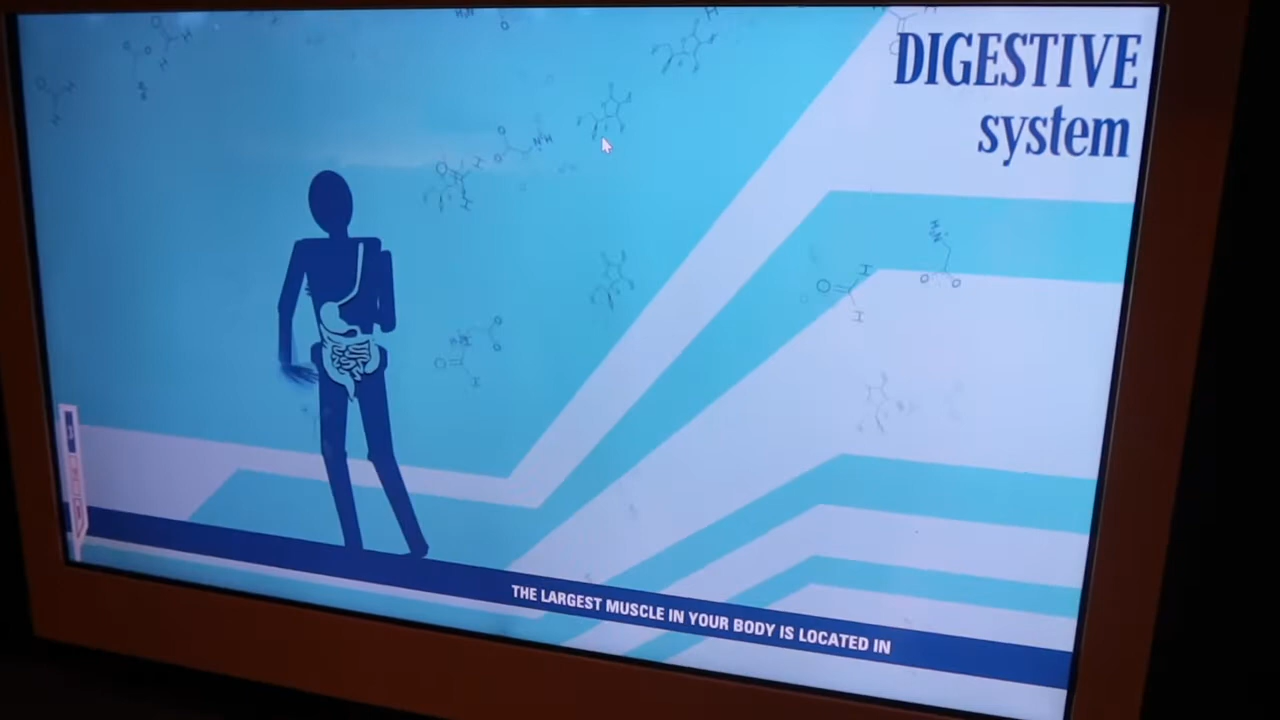 DIGESTIVE
system
THE LARGEST MUSCLE IN YOUR BODY IS LOCATED IN